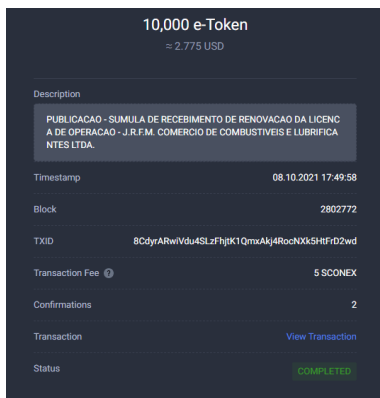 10,000 e-Token
≈ 2.775 USD
Description
PUBLICACAO - SUMULA DE RECEBIMENTO DE RENOVACAO DA LICENC
A DE OPERACAO - J.R.F.M. COMERCIO DE COMBUSTIVEIS E LUBRIFICA
NTES LTDA.
Timestamp 08.10.2021 17:49:58
Block 2802772
TXID 8CdyrARwiVdu4SLzFhjtK1QmxAkj4RocNXk5HtFrD2wd
Transaction Fee ? 5 SCONEX
Confirmations 2
Transaction View Transaction
Status COMPLETED